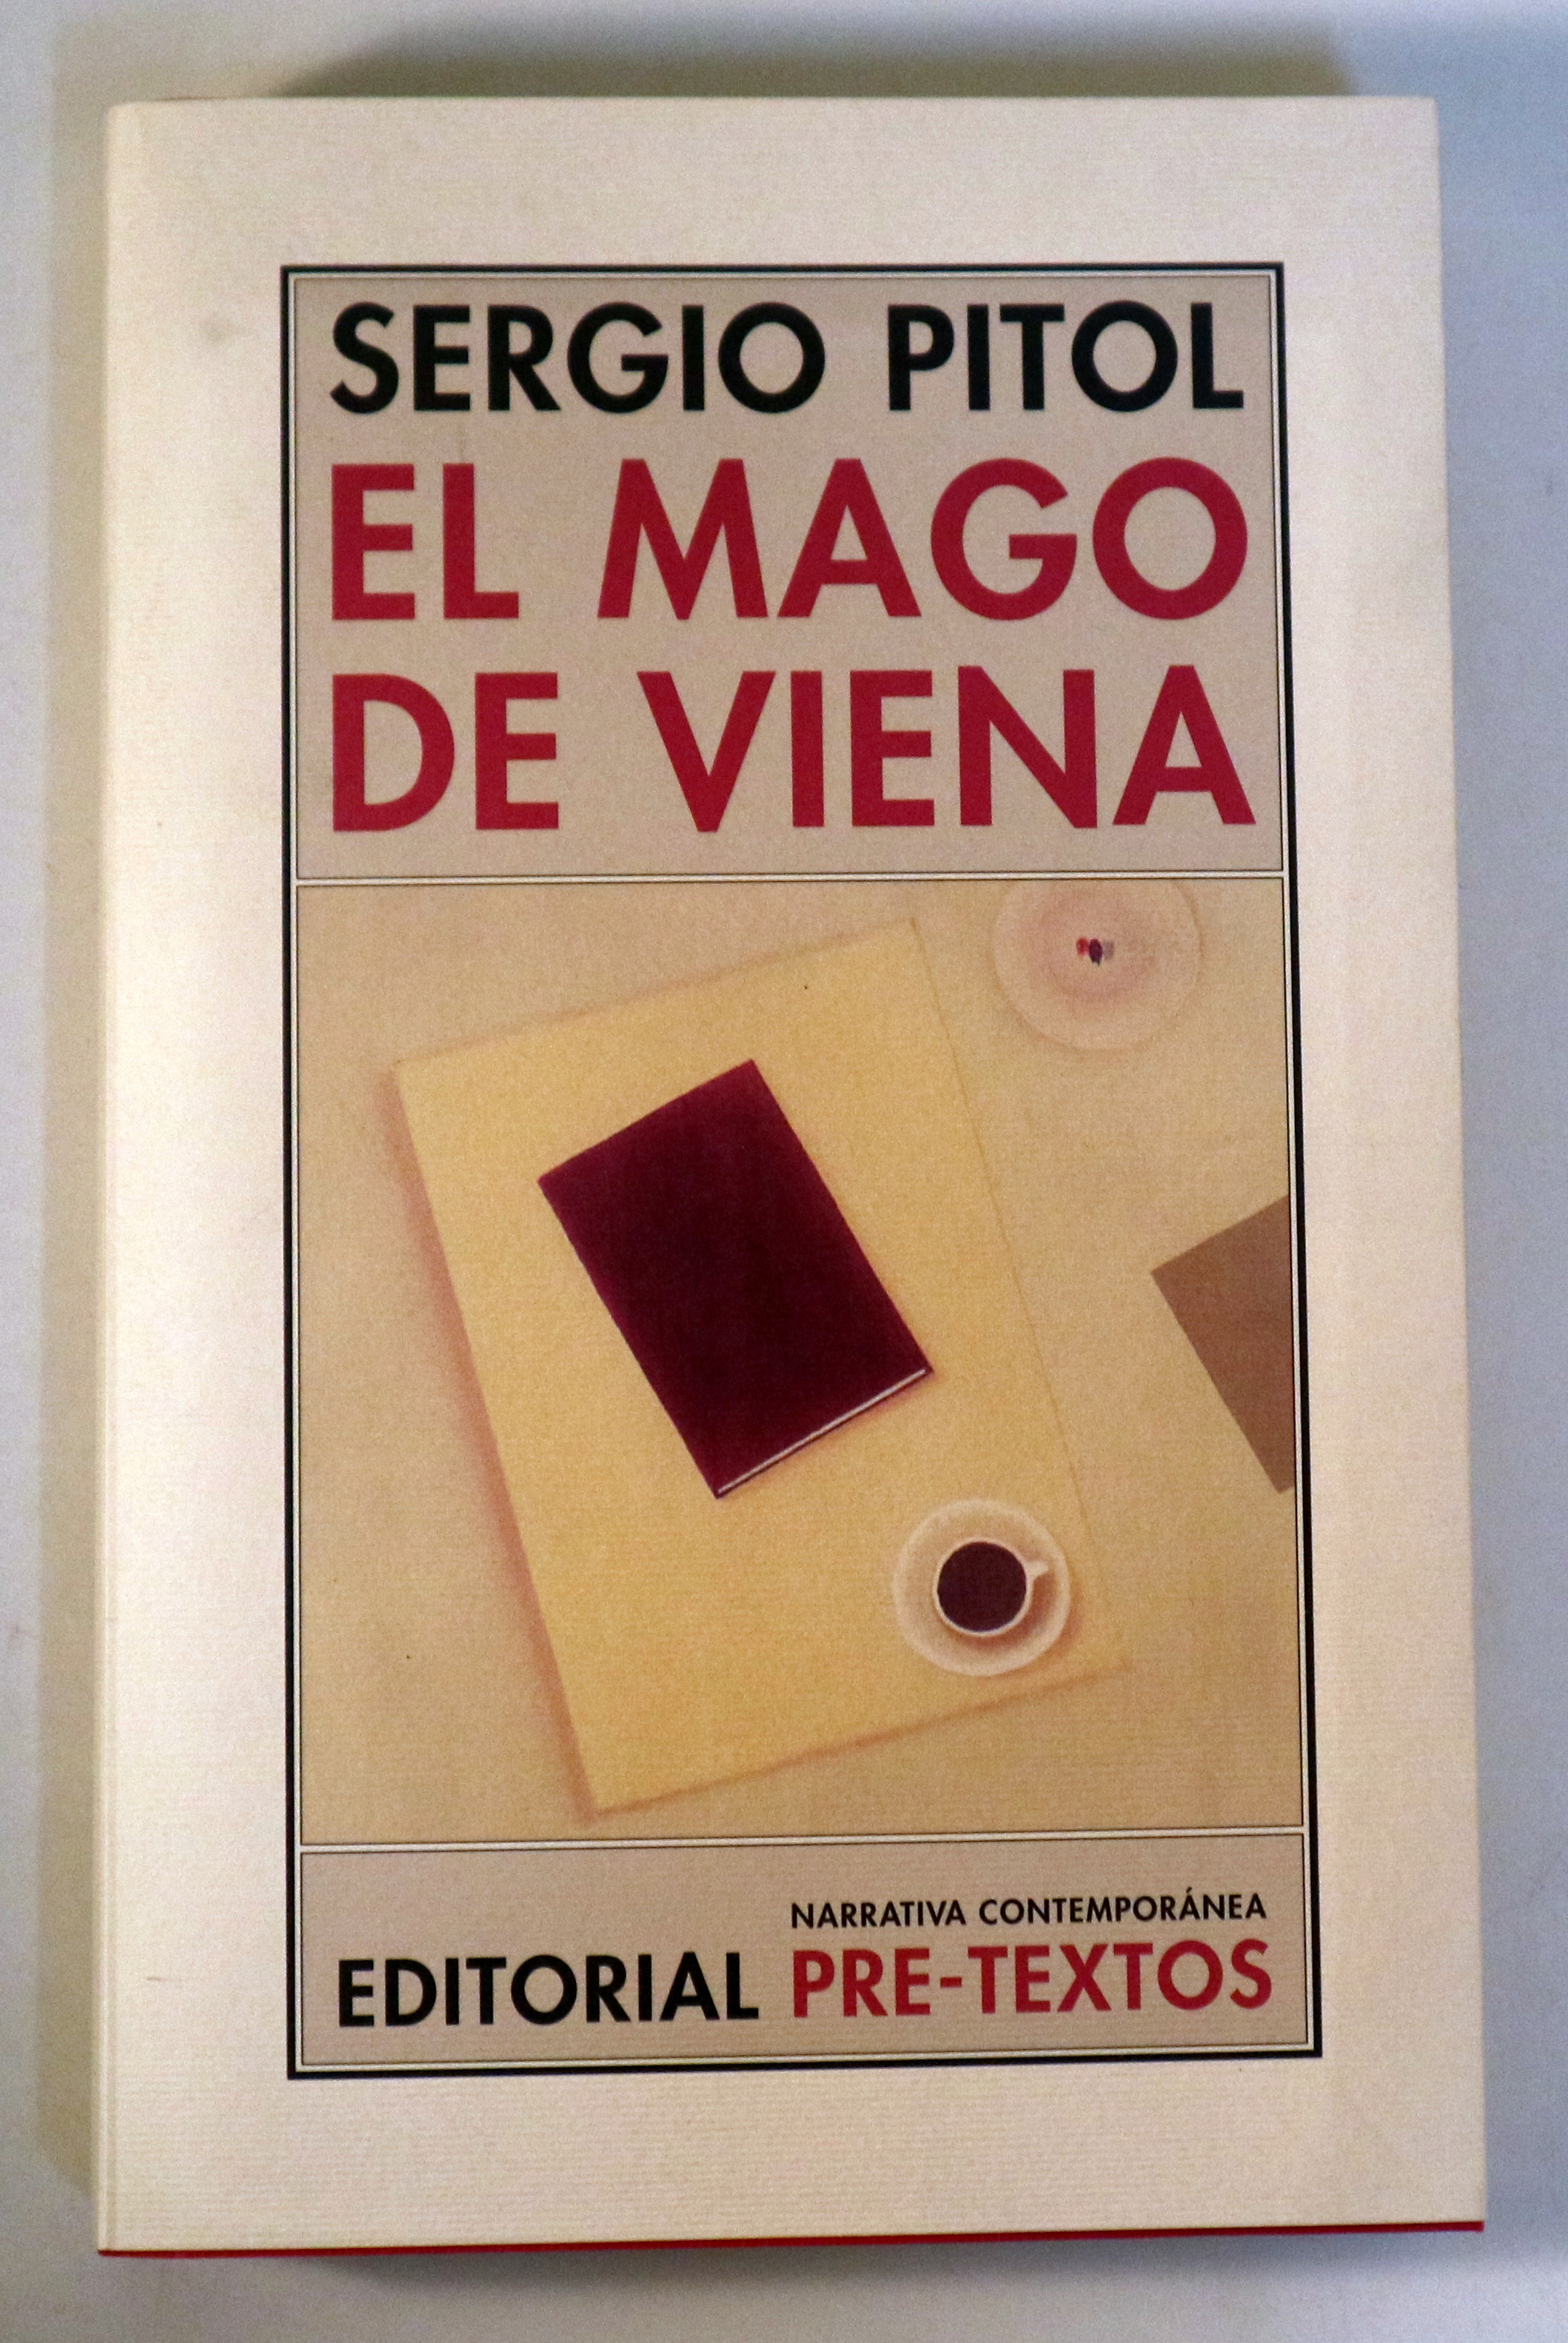 SERGIO PITOL
EL MAGO
DE VIENA
NARRATIVA CONTEMPORÁNEA
EDITORIAL PRE-TEXTOS